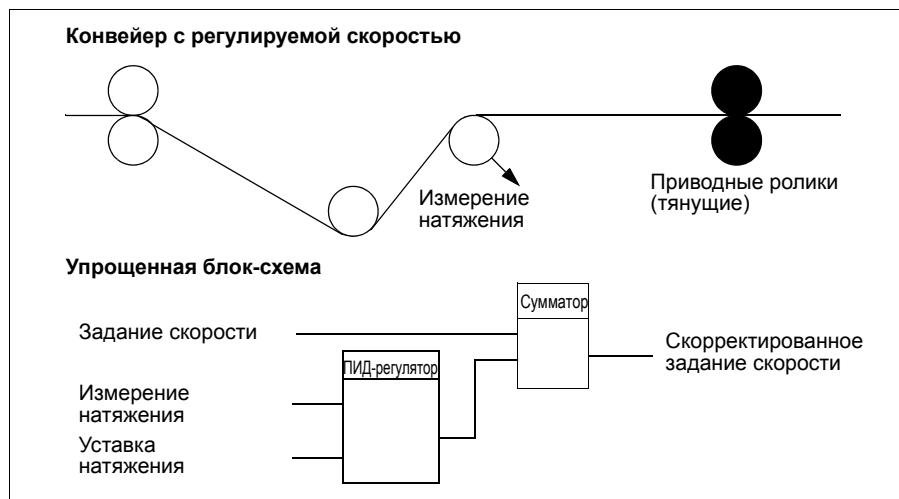 Конвейер с регулируемой скоростью
Измерение
натяжения
Приводные ролики
(тянущие)
Упрощенная блок-схема
Сумматор
Задание скорости
Скорректированное
задание скорости
ПИД-регулятор
Измерение
натяжения
Уставка
натяжения